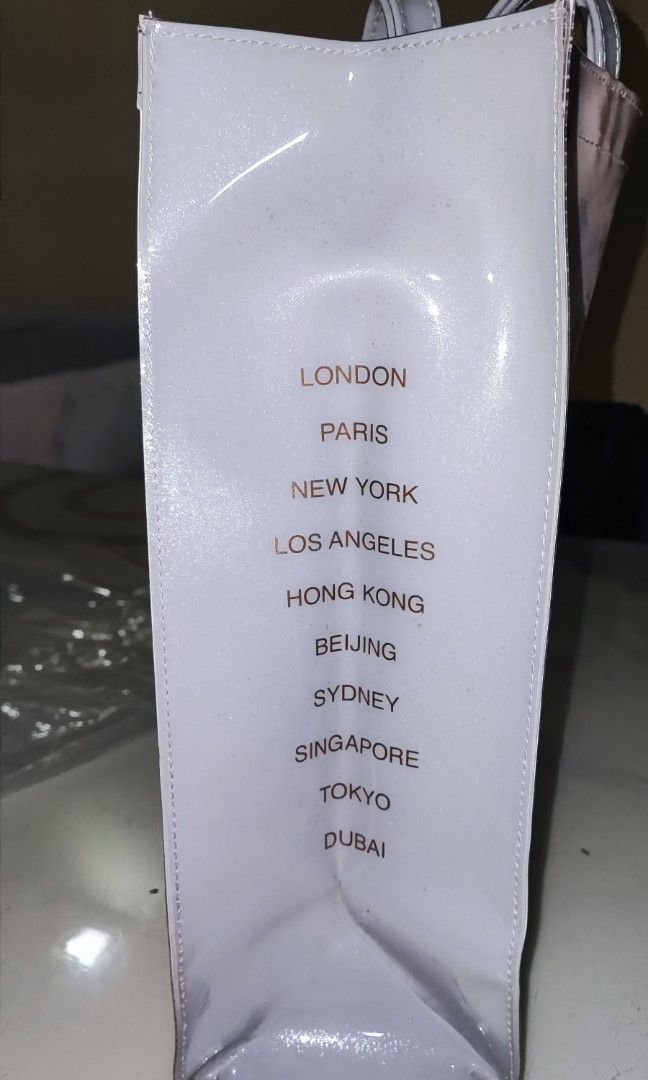 LONDON
PARIS
NEW YORK
LOS ANGELES
HONG KONG
BEIJING
SYDNEY
SINGAPORE
TOKYO
DUBAI